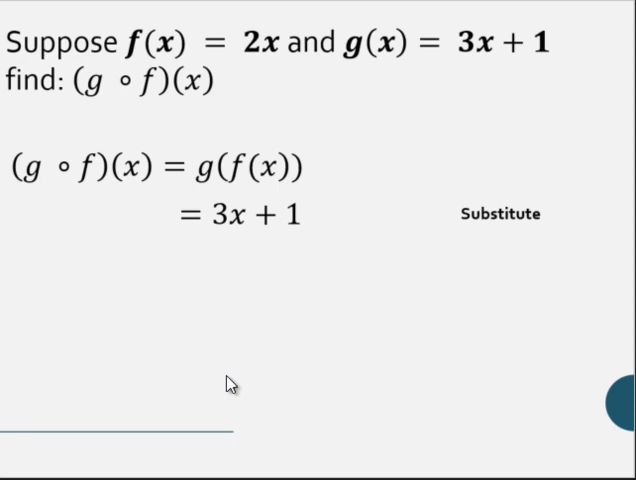 Suppose f(x) = 2x and g(x) = 3x + 1
find: (g ∘ f)(x)
(g ∘ f)(x) = g(f(x))
= 3x + 1 Substitute